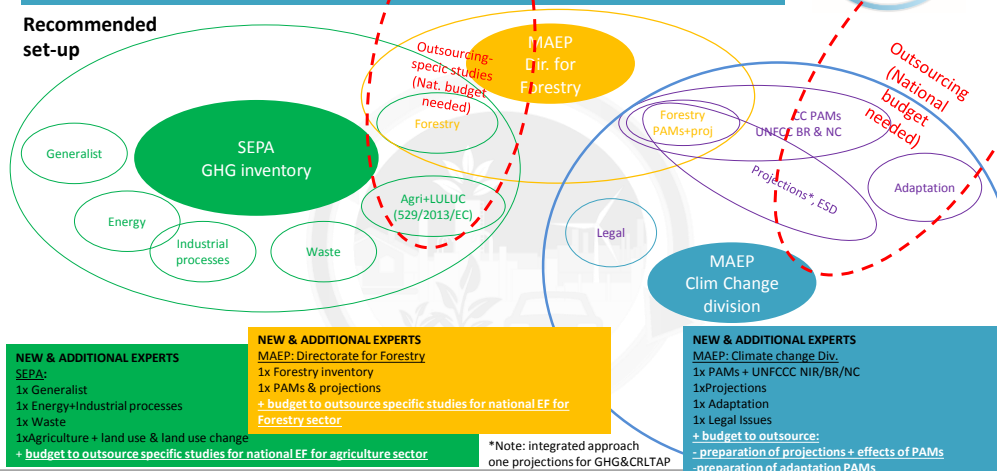 Recommended
set-up
Outsourcing-
specic studies
(Nat. budget
needed)
MAEP
Dir. for
Forestry
Outsourcing
(National
budget
needed)
Forestry
Forestry
PAMs+proj
CC PAMs
UNFCC BR & NC
Generalist
SEPA
GHG inventory
Projections*, ESD
Adaptation
Agri+LULUC
(529/2013/EC)
Energy
Industrial
processes
Waste
Legal
MAEP
Clim Change
division
NEW & ADDITIONAL EXPERTS
SEPA:
1x Generalist
1x Energy+Industrial processes
1x Waste
1xAgriculture + land use & land use change
+ budget to outsource specific studies for national EF for agriculture sector
NEW & ADDITIONAL EXPERTS
MAEP: Directorate for Forestry
1x Forestry inventory
1x PAMs & projections
+ budget to outsource specific studies for national EF for
Forestry sector
*Note: integrated approach
one projections for GHG&CRLTAP
NEW & ADDITIONAL EXPERTS
MAEP: Climate change Div.
1x PAMs + UNFCCC NIR/BR/NC
1xProjections
1x Adaptation
1x Legal Issues
+ budget to outsource:
- preparation of projections + effects of PAMs
-preparation of adaptation PAMs